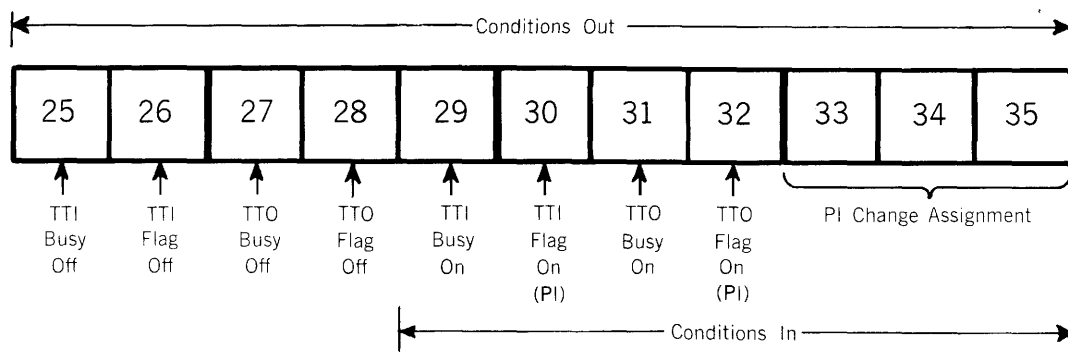 Conditions Out
25 26 27 28 29 30 31 32 33 34 35
TTI TTI TTO TTO TTI TTI TTO TTO PI Change Assignment
Busy Flag Busy Flag Busy Flag Busy Flag
Off Off Off Off On On On On
(PI) (PI)
Conditions In